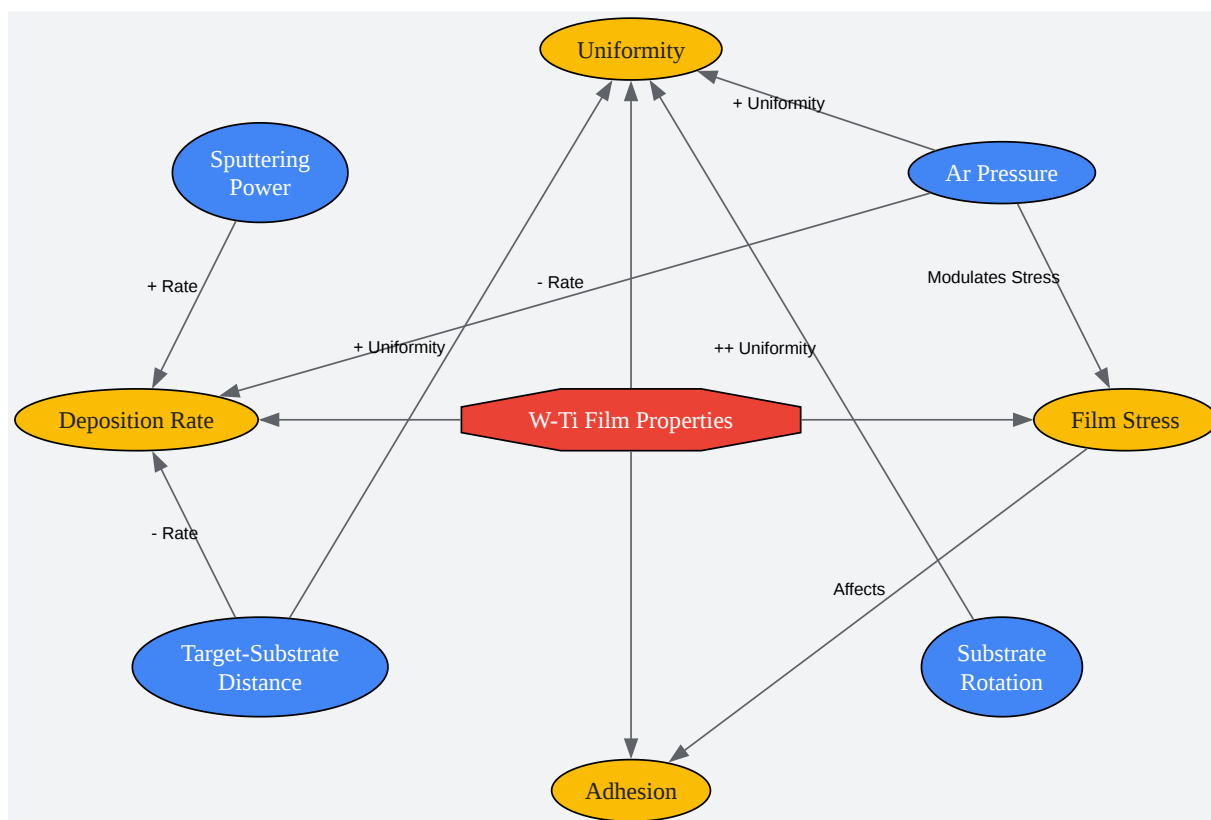 Uniformity
+ Uniformity
Sputtering
Power
Ar Pressure
+ Rate
- Rate
Modulates Stress
+ Uniformity
++ Uniformity
Deposition Rate
W-Ti Film Properties
Film Stress
- Rate
Affects
Target-Substrate
Distance
Substrate
Rotation
Adhesion